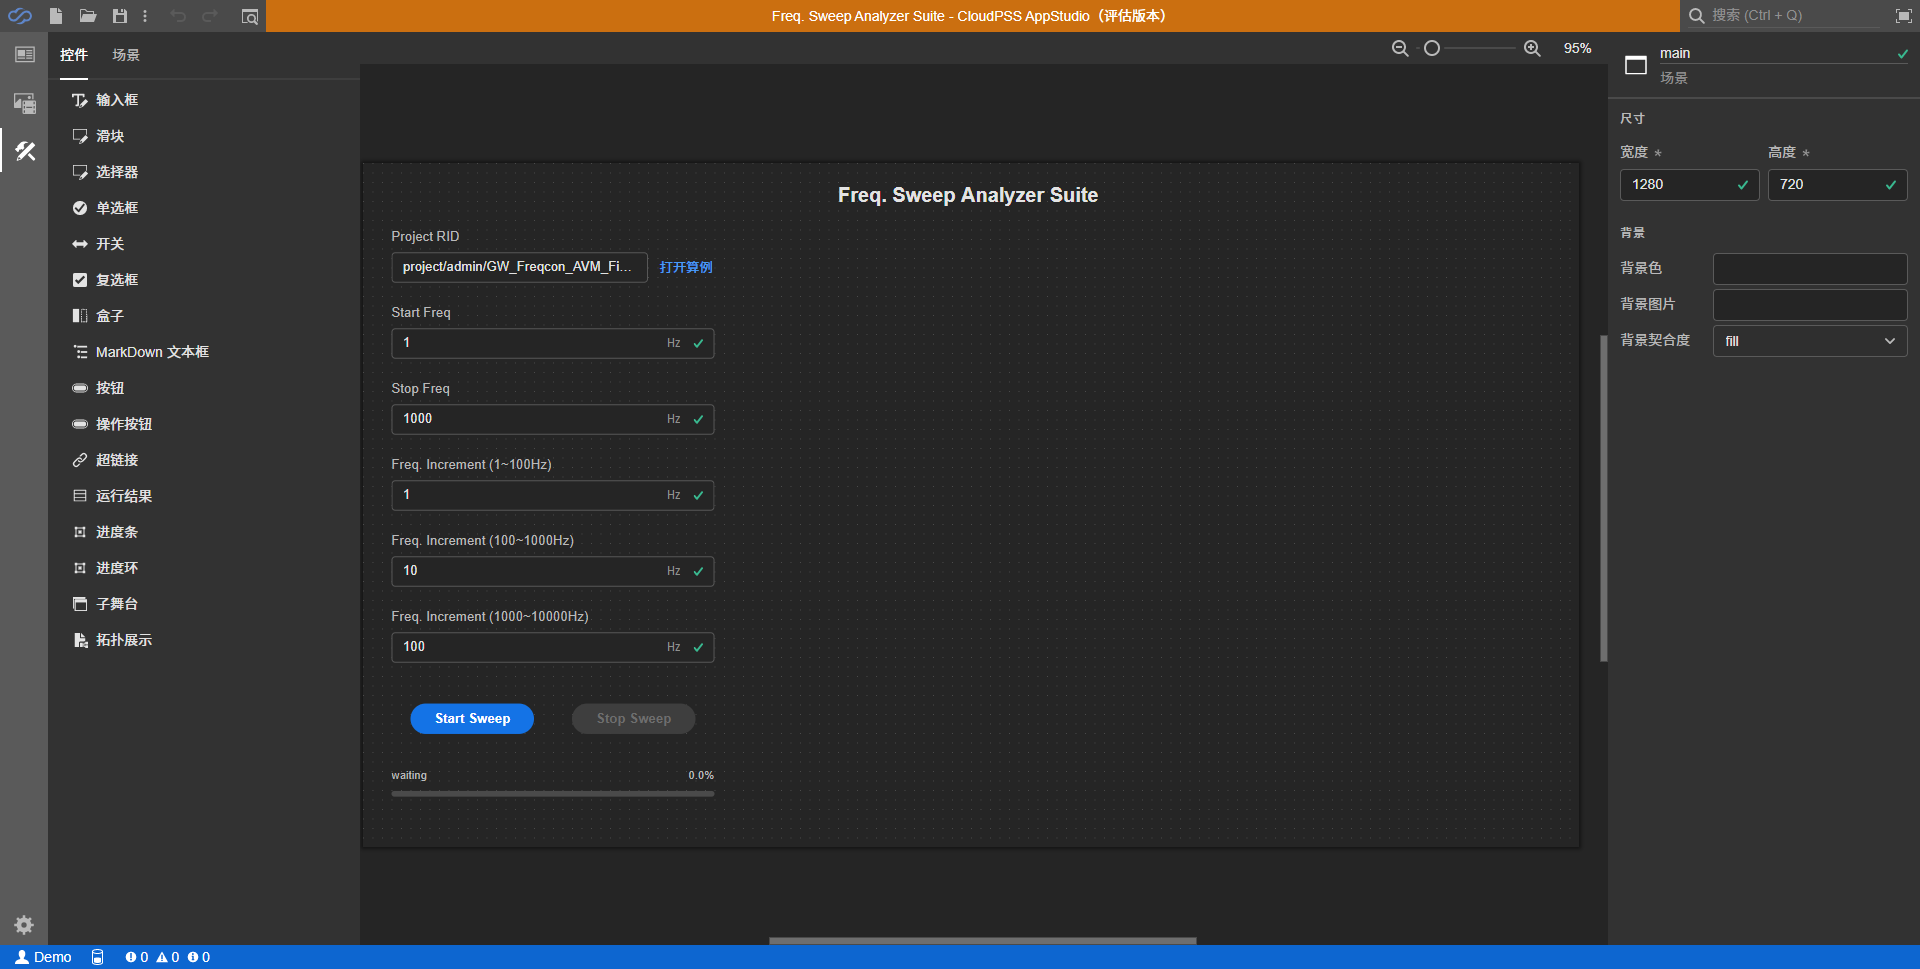 Freq. Sweep Analyzer Suite - CloudPSS AppStudio（评估版本）
搜索 (Ctrl + Q)
控件
场景
95%
输入框
滑块
选择器
单选框
开关
复选框
盒子
MarkDown 文本框
按钮
操作按钮
超链接
运行结果
进度条
进度环
子舞台
拓扑展示
Freq. Sweep Analyzer Suite
Project RID
project/admin/GW_Freqcon_AVM_Fi...
打开算例
Start Freq
1 Hz
Stop Freq
1000 Hz
Freq. Increment (1~100Hz)
1 Hz
Freq. Increment (100~1000Hz)
10 Hz
Freq. Increment (1000~10000Hz)
100 Hz
Start Sweep
Stop Sweep
waiting 0.0%
main
场景
尺寸
宽度 * 高度 *
1280 720
背景
背景色
背景图片
背景契合度 fill
Demo 0 0 0